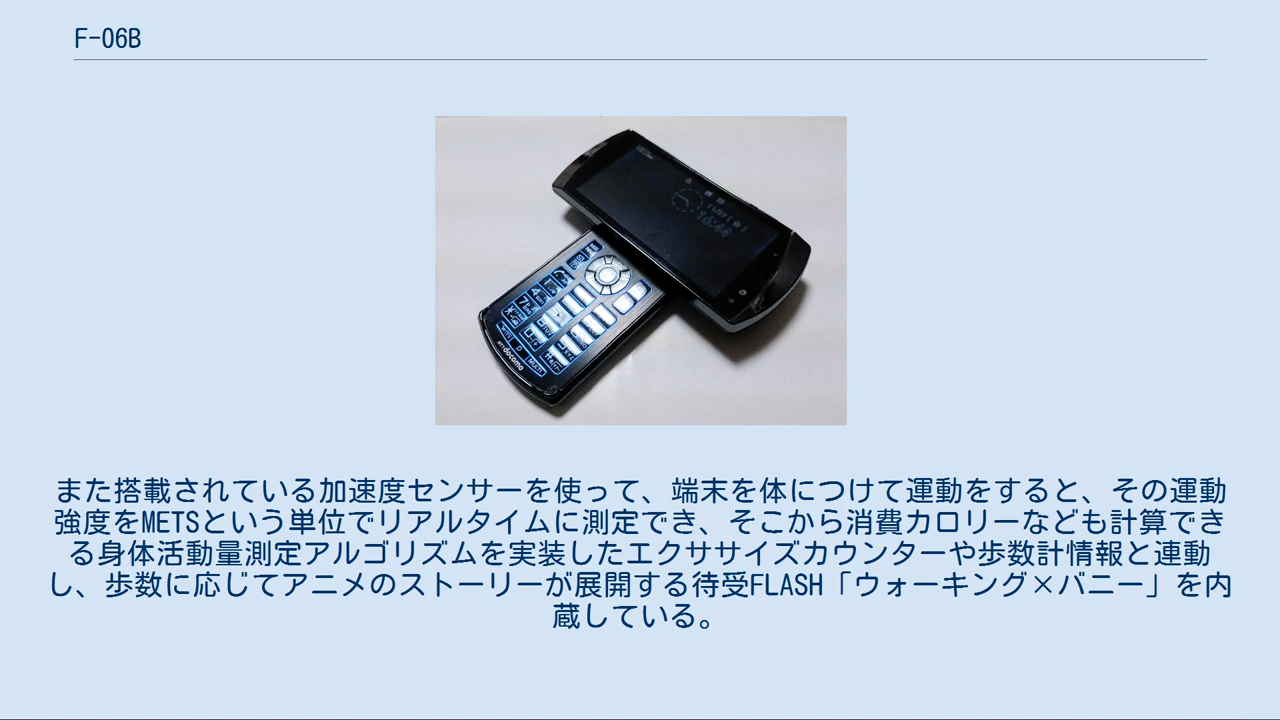 F-06B
docomo
また搭載されている加速度センサーを使って、端末を体につけて運動をすると、その運動
強度をMETSという単位でリアルタイムに測定でき、そこから消費カロリーなども計算でき
る身体活動量測定アルゴリズムを実装したエクササイズカウンターや歩数計情報と連動
し、歩数に応じてアニメのストーリーが展開する待受FLASH「ウォーキング×バニー」を内
蔵している。